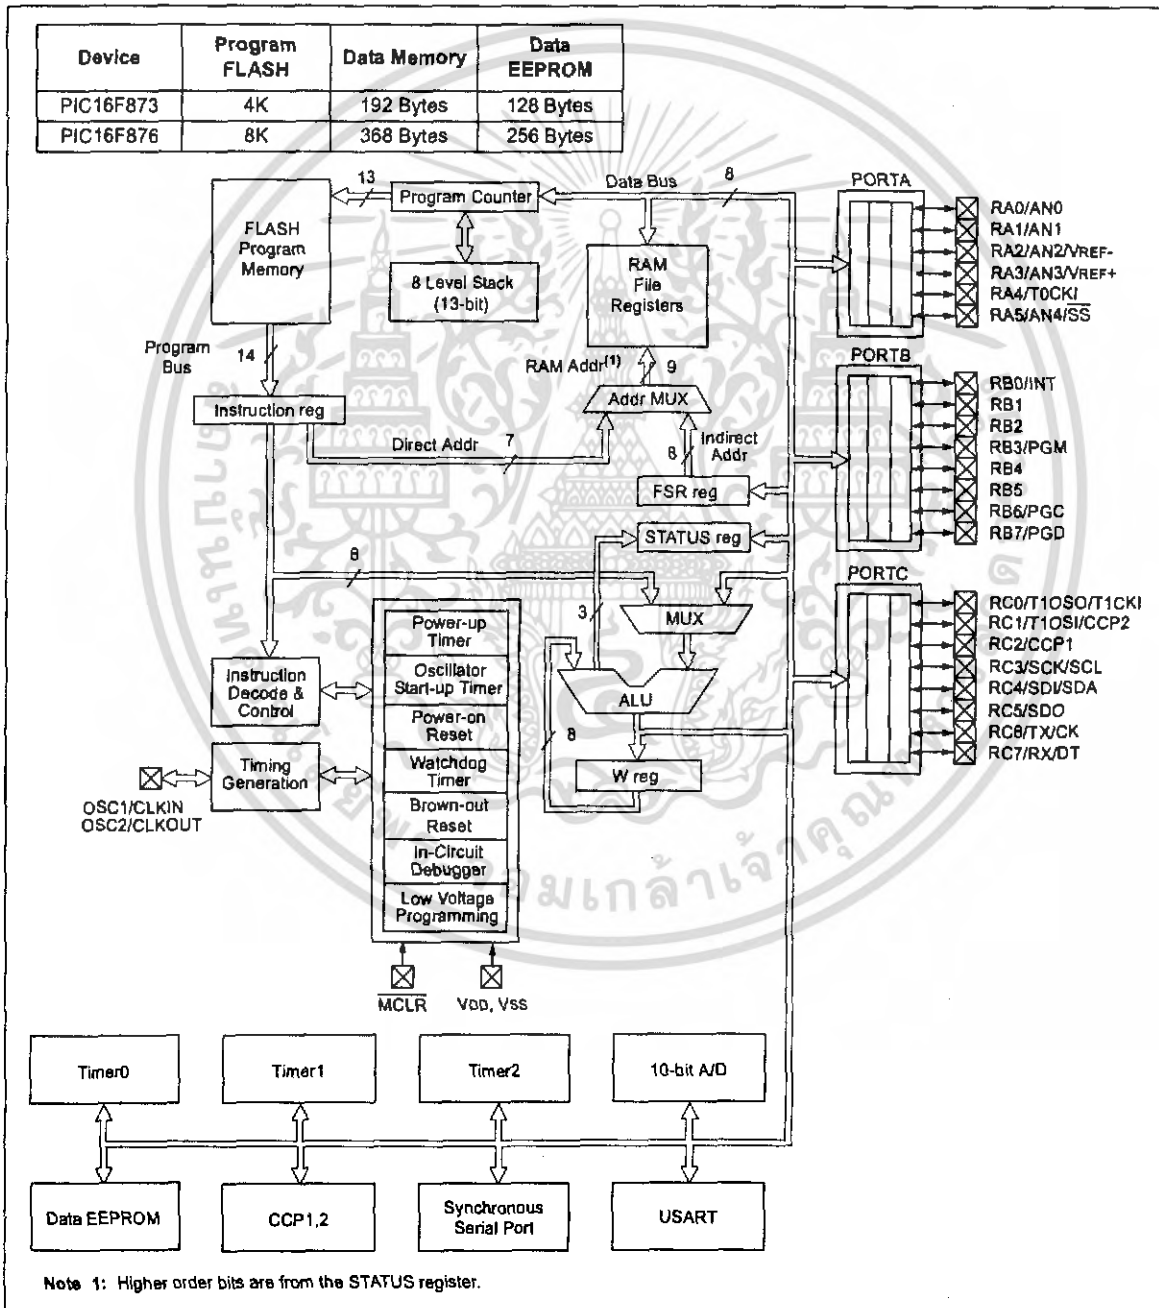 Device Program FLASH Data Memory Data EEPROM
PIC16F873 4K 192 Bytes 128 Bytes
PIC16F876 8K 368 Bytes 256 Bytes
13
Program Counter
Data Bus
8
FLASH
Program
Memory
8 Level Stack
(13-bit)
RAM
File
Registers
Program
Bus
14
RAM Addr(1)
9
Addr MUX
Instruction reg
Direct Addr
7
Indirect
Addr
8
FSR reg
STATUS reg
8
3
MUX
ALU
8
W reg
Power-up
Timer
Oscillator
Start-up Timer
Power-on
Reset
Watchdog
Timer
Brown-out
Reset
In-Circuit
Debugger
Low Voltage
Programming
Instruction
Decode &
Control
Timing
Generation
OSC1/CLKIN
OSC2/CLKOUT
MCLR
VDD, VSS
PORTA
RA0/AN0
RA1/AN1
RA2/AN2/VREF-
RA3/AN3/VREF+
RA4/T0CKI
RA5/AN4/SS
PORTB
RB0/INT
RB1
RB2
RB3/PGM
RB4
RB5
RB6/PGC
RB7/PGD
PORTC
RC0/T1OSO/T1CKI
RC1/T1OSI/CCP2
RC2/CCP1
RC3/SCK/SCL
RC4/SDI/SDA
RC5/SDO
RC6/TX/CK
RC7/RX/DT
Timer0
Timer1
Timer2
10-bit A/D
Data EEPROM
CCP1,2
Synchronous
Serial Port
USART
Note 1: Higher order bits are from the STATUS register.